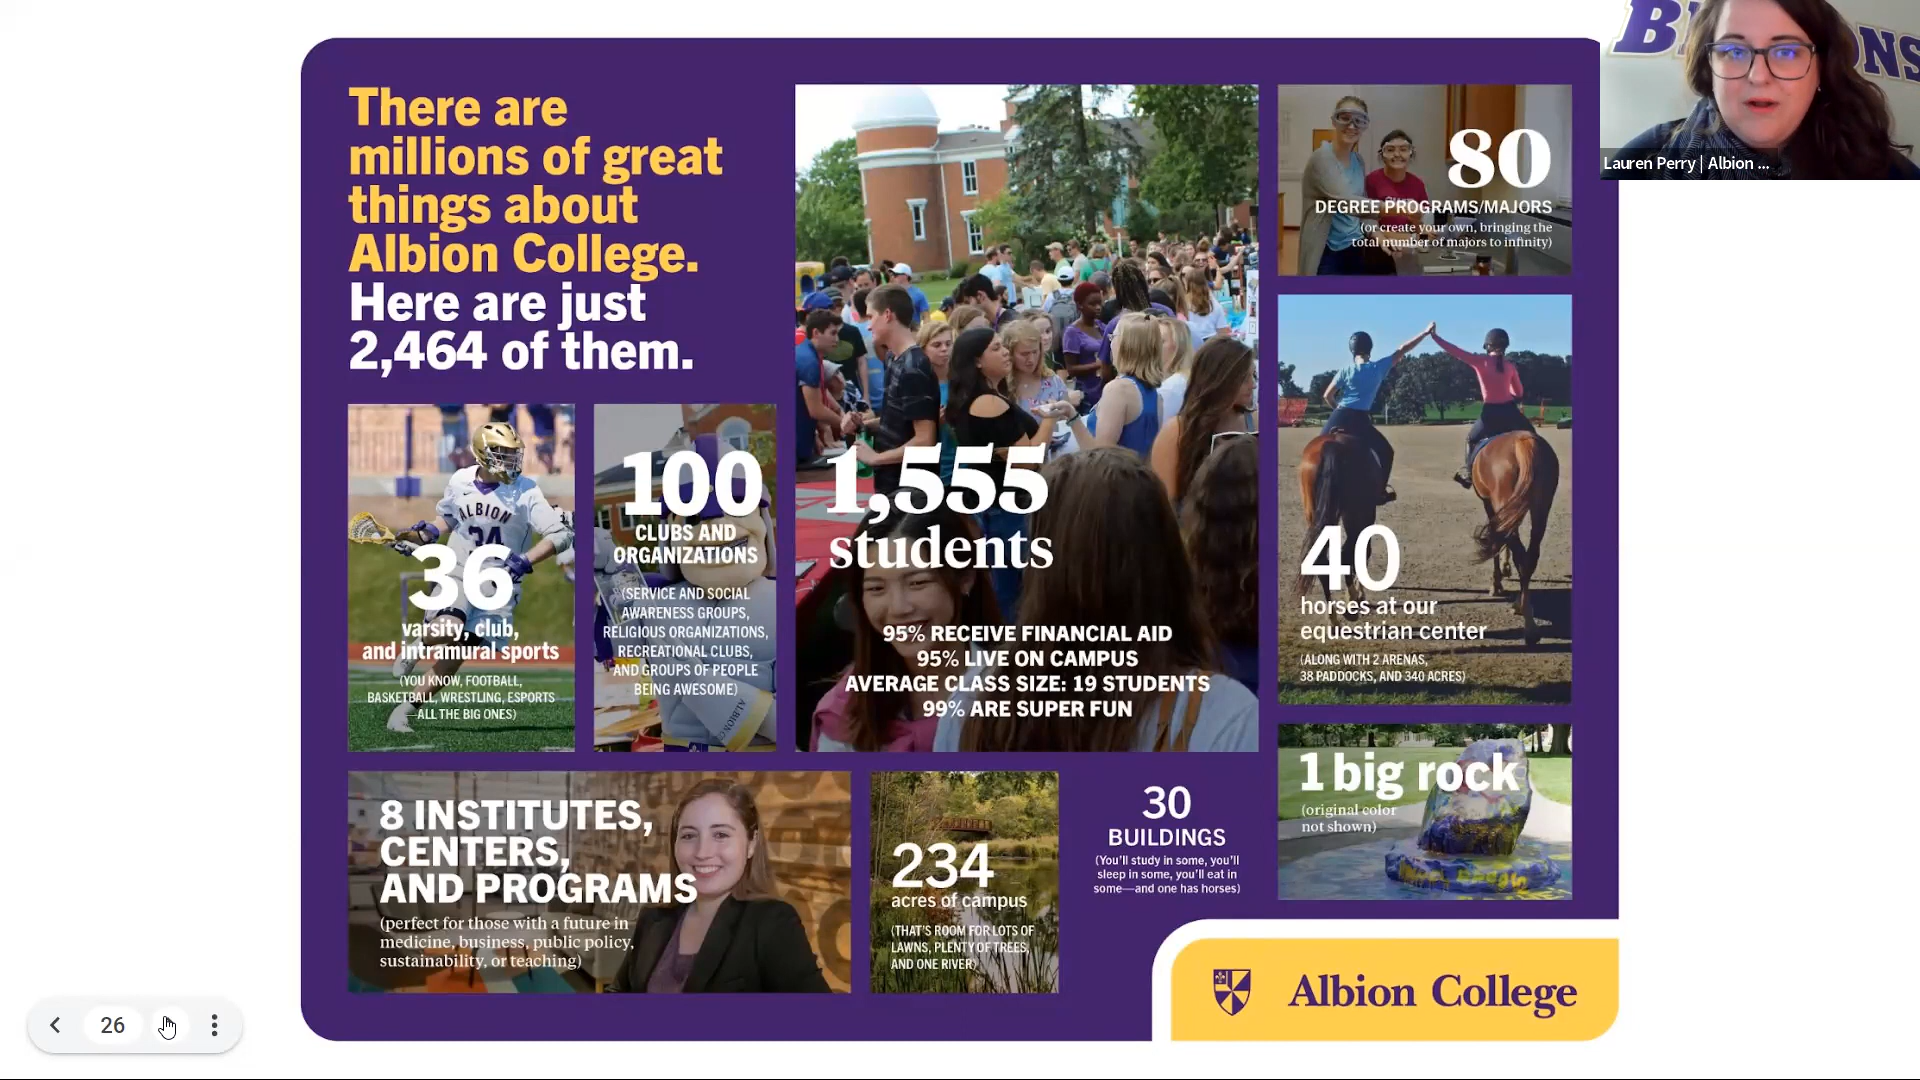 There are
millions of great
things about
Albion College.
Here are just
2,464 of them.
ALBION
34
36
varsity, club,
and intramural sports
(YOU KNOW, FOOTBALL,
BASKETBALL, WRESTLING, ESPORTS
—ALL THE BIG ONES)
100
CLUBS AND
ORGANIZATIONS
(SERVICE AND SOCIAL
AWARENESS GROUPS,
RELIGIOUS ORGANIZATIONS,
RECREATIONAL CLUBS,
AND GROUPS OF PEOPLE
BEING AWESOME)
1,555
students
95% RECEIVE FINANCIAL AID
95% LIVE ON CAMPUS
AVERAGE CLASS SIZE: 19 STUDENTS
99% ARE SUPER FUN
80
DEGREE PROGRAMS/MAJORS
(or create your own, bringing the
total number of majors to infinity)
40
horses at our
equestrian center
(ALONG WITH 2 ARENAS,
38 PADDOCKS, AND 340 ACRES)
1 big rock
(original color
not shown)
8 INSTITUTES,
CENTERS,
AND PROGRAMS
(perfect for those with a future in
medicine, business, public policy,
sustainability, or teaching)
234
acres of campus
(THAT'S ROOM FOR LOTS OF
LAWNS, PLENTY OF TREES,
AND ONE RIVER)
30
BUILDINGS
(You'll study in some, you'll
sleep in some, you'll eat in
some—and one has horses)
Albion College
Lauren Perry | Albion ...
26